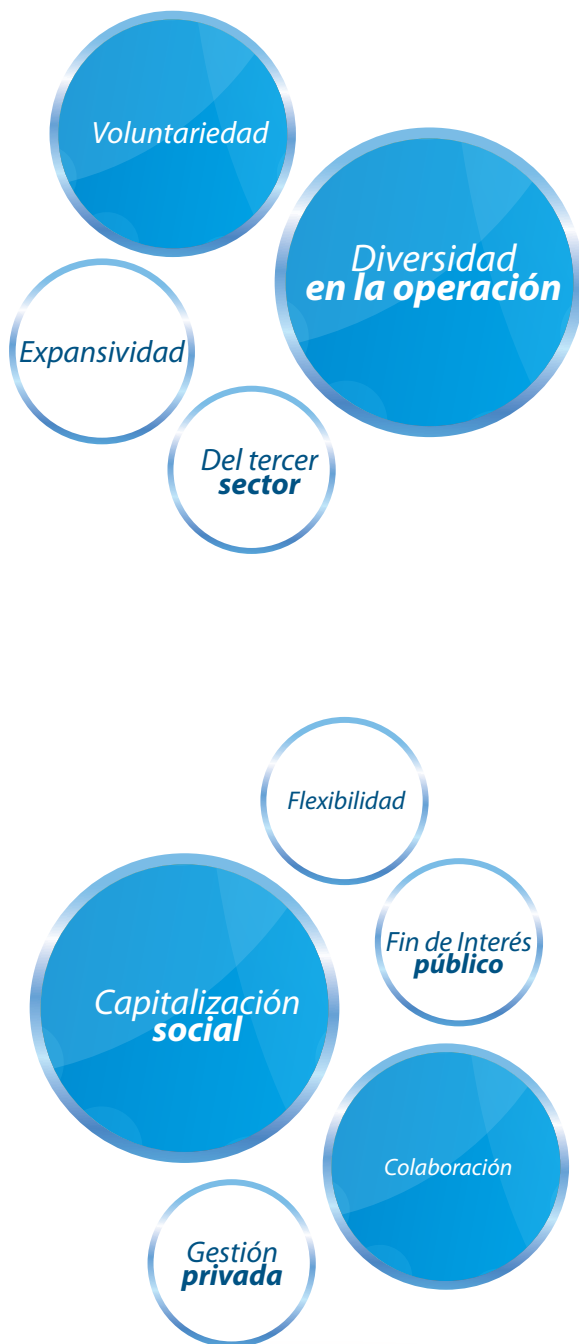 Voluntariedad
Diversidad
en la operación
Expansividad
Del tercer
sector
Flexibilidad
Fin de Interés
público
Capitalización
social
Colaboración
Gestión
privada